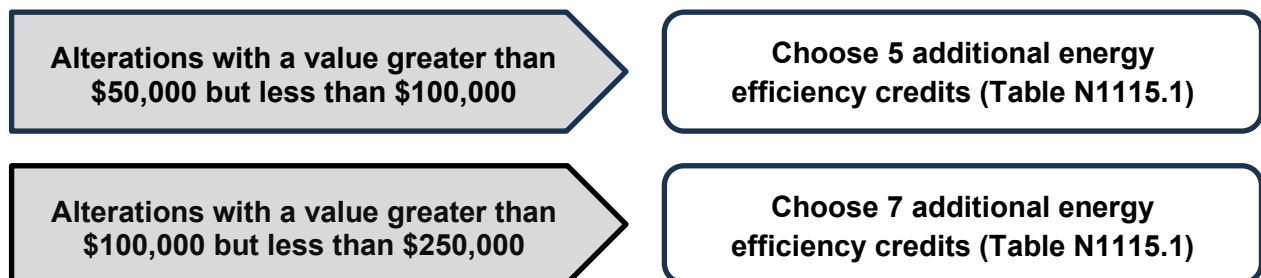 Alterations with a value greater than
$50,000 but less than $100,000
Choose 5 additional energy
efficiency credits (Table N1115.1)
Alterations with a value greater than
$100,000 but less than $250,000
Choose 7 additional energy
efficiency credits (Table N1115.1)